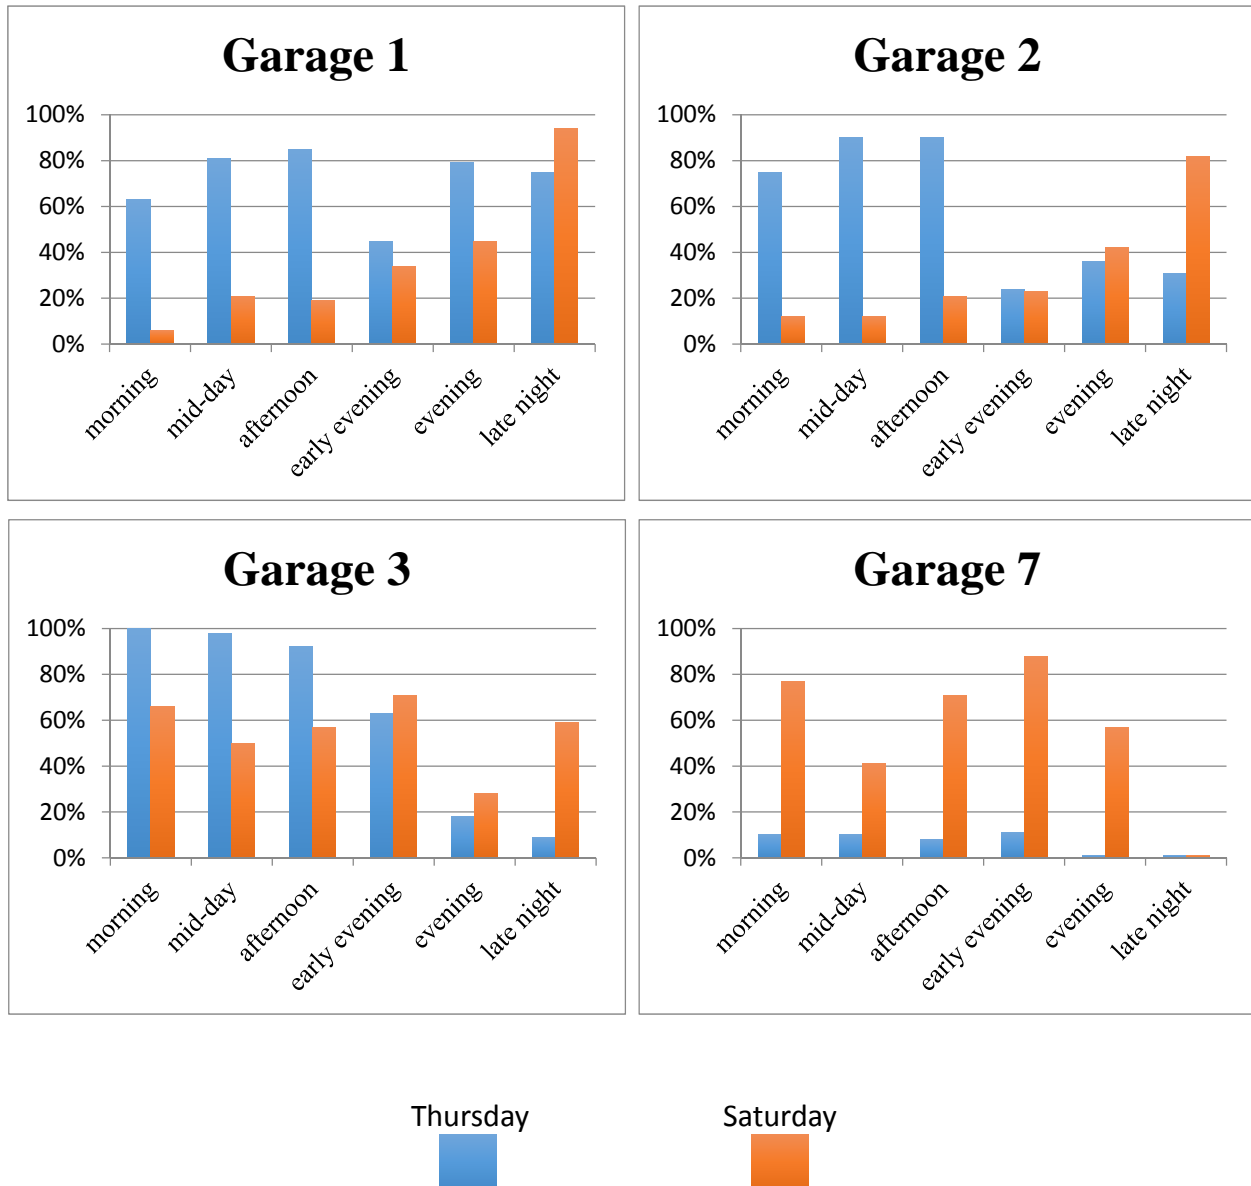 Garage 1
100%
80%
60%
40%
20%
0%
morning
mid-day
afternoon
early evening
evening
late night
Garage 2
100%
80%
60%
40%
20%
0%
morning
mid-day
afternoon
early evening
evening
late night
Garage 3
100%
80%
60%
40%
20%
0%
morning
mid-day
afternoon
early evening
evening
late night
Garage 7
100%
80%
60%
40%
20%
0%
morning
mid-day
afternoon
early evening
evening
late night
Thursday
Saturday